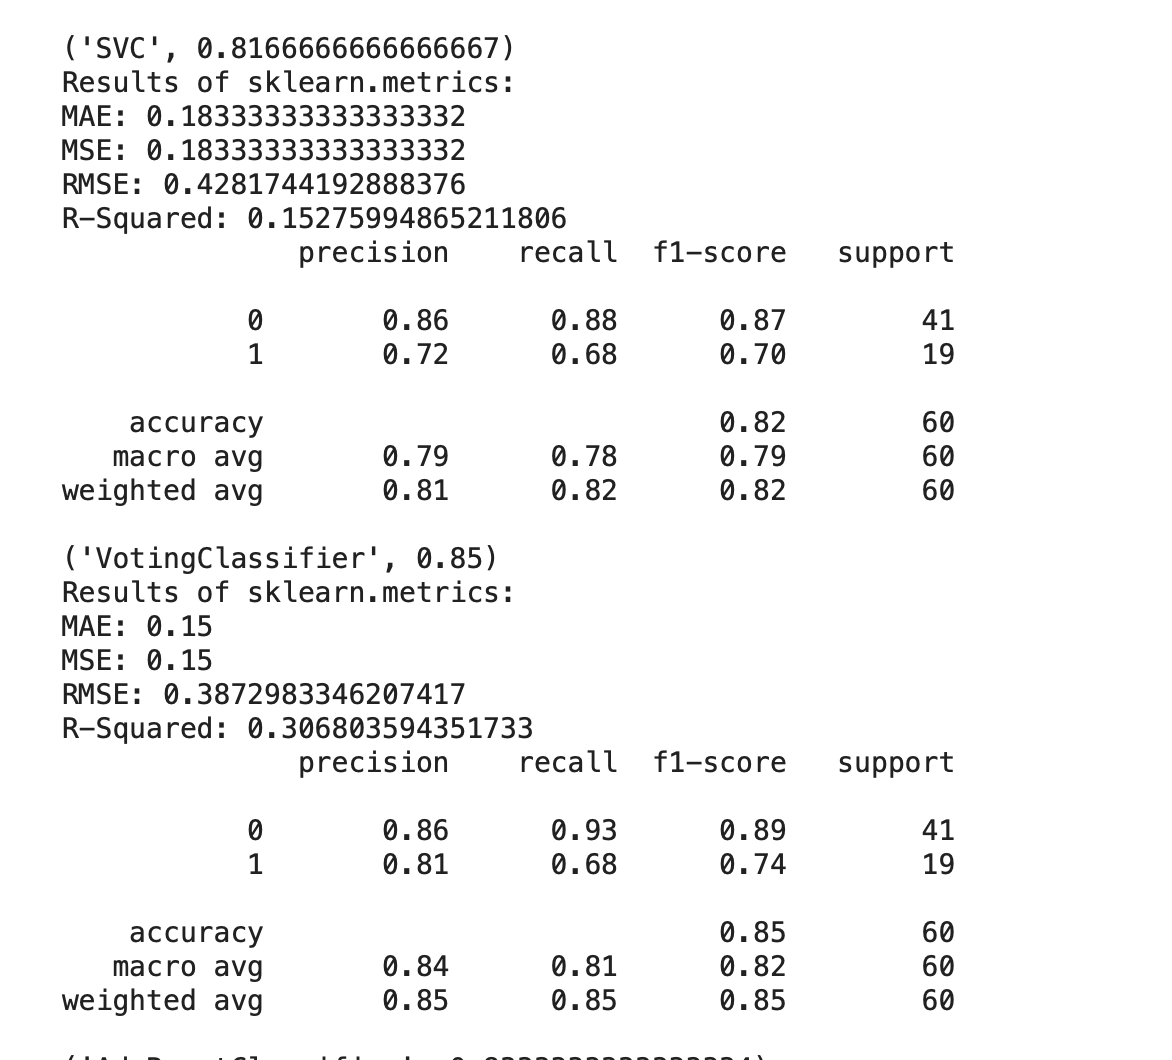 ('SVC', 0.8166666666666667)
Results of sklearn.metrics:
MAE: 0.18333333333333332
MSE: 0.18333333333333332
RMSE: 0.4281744192888376
R-Squared: 0.15275994865211806
precision recall f1-score support
0 0.86 0.88 0.87 41
1 0.72 0.68 0.70 19
accuracy 0.82 60
macro avg 0.79 0.78 0.79 60
weighted avg 0.81 0.82 0.82 60
('VotingClassifier', 0.85)
Results of sklearn.metrics:
MAE: 0.15
MSE: 0.15
RMSE: 0.3872983346207417
R-Squared: 0.306803594351733
precision recall f1-score support
0 0.86 0.93 0.89 41
1 0.81 0.68 0.74 19
accuracy 0.85 60
macro avg 0.84 0.81 0.82 60
weighted avg 0.85 0.85 0.85 60